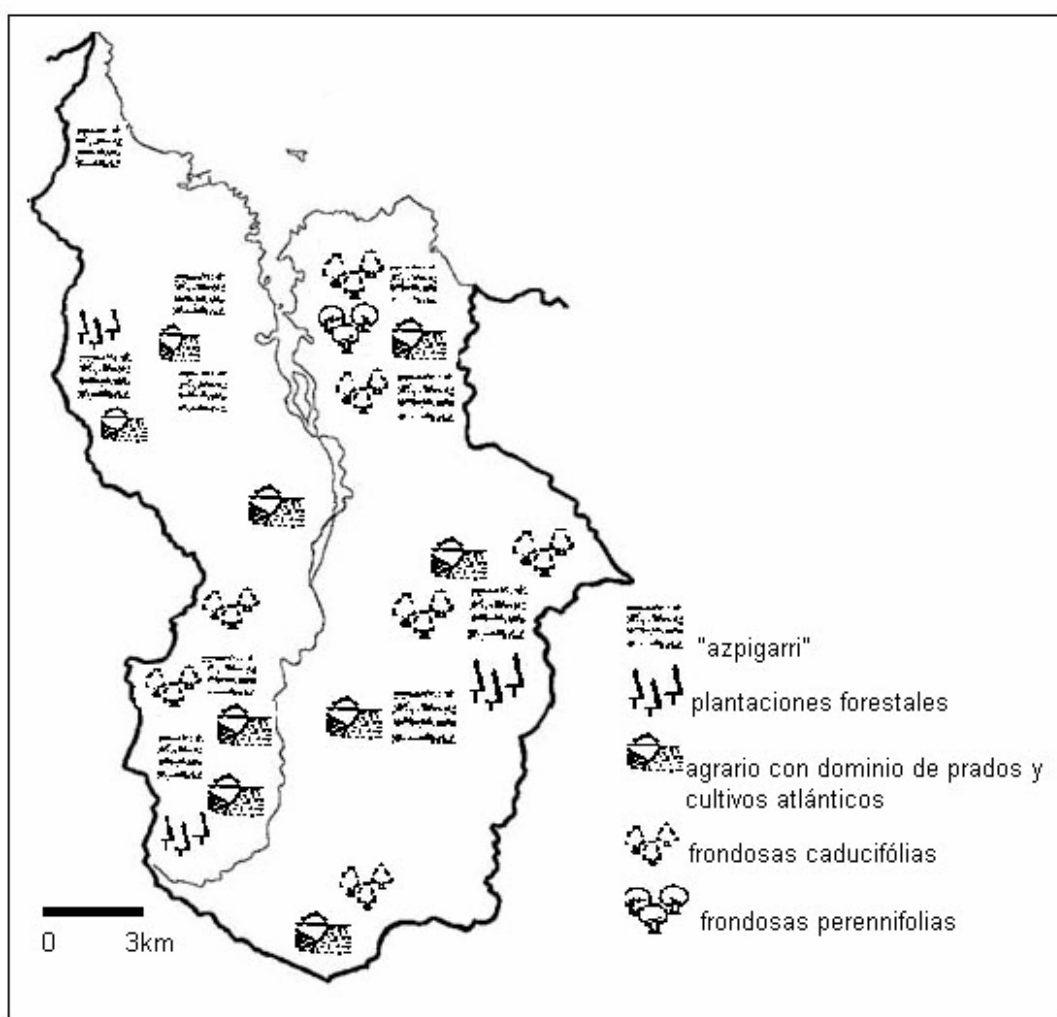 "azpigarri"
plantaciones forestales
agrario con dominio de prados y
cultivos atlánticos
frondosas caducifólias
frondosas perennifolias
0 3km